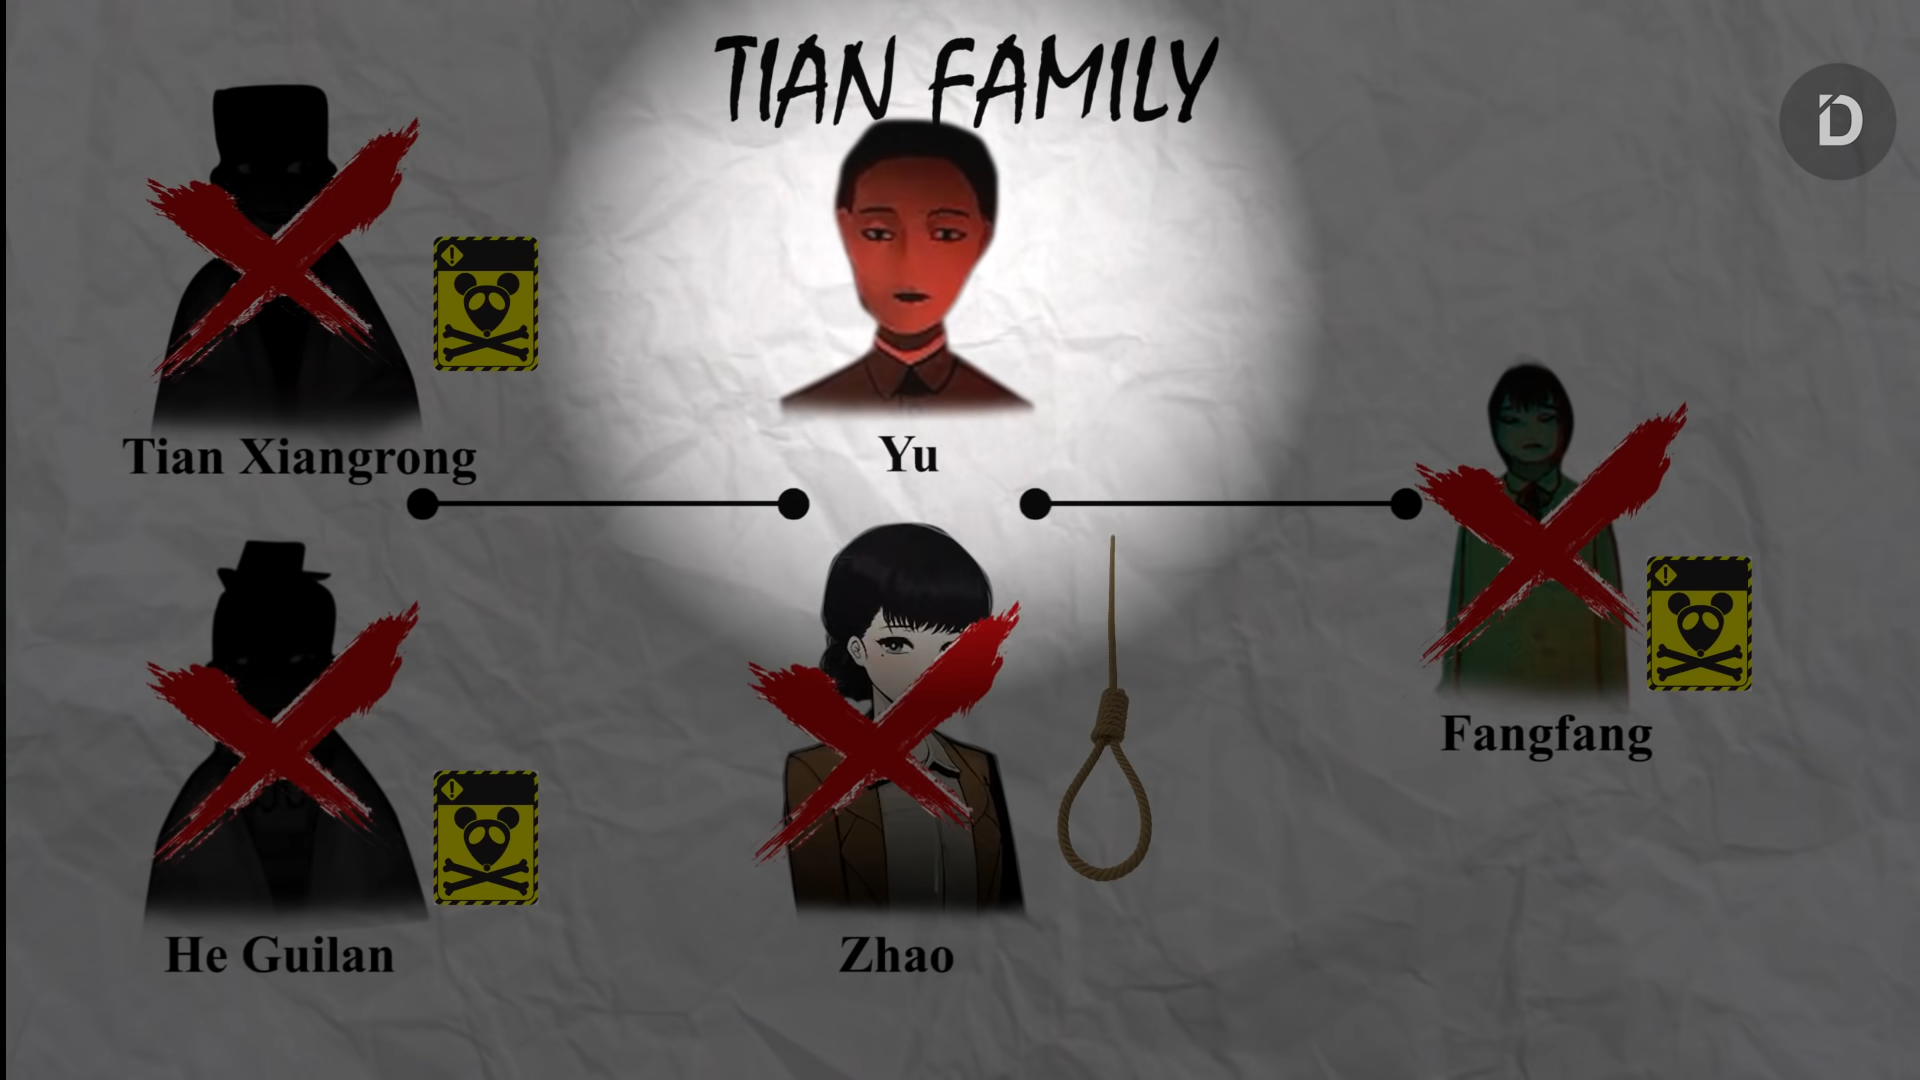 TIAN FAMILY
Tian Xiangrong
Yu
Fangfang
He Guilan
Zhao
D